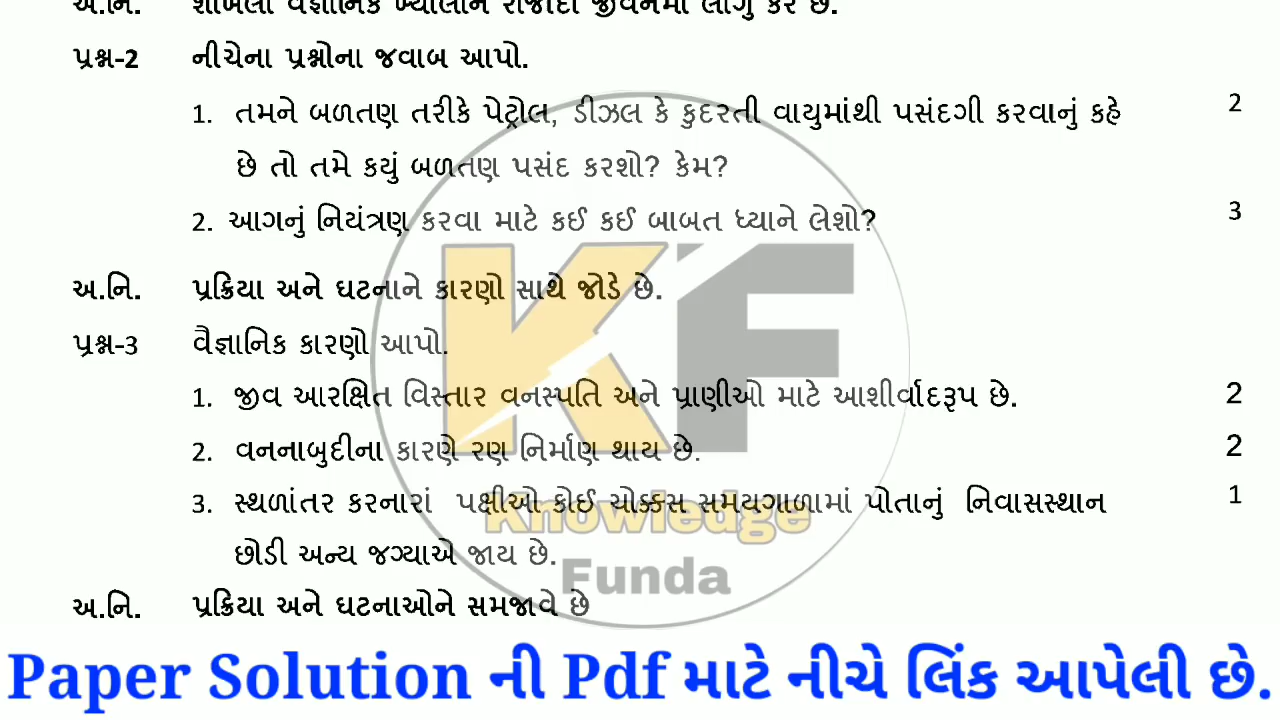 અ.નિ. શીખેલા વૈજ્ઞાનિક ખ્યાલોને રોજીંદા જીવનમાં લાગુ કરે છે.
પ્રશ્ન-2 નીચેના પ્રશ્નોના જવાબ આપો.
1. તમને બળતણ તરીકે પેટ્રોલ, ડીઝલ કે કુદરતી વાયુમાંથી પસંદગી કરવાનું કહે 2
છે તો તમે કયું બળતણ પસંદ કરશો? કેમ?
2. આગનું નિયંત્રણ કરવા માટે કઈ કઈ બાબત ધ્યાને લેશો? 3
અ.નિ. પ્રક્રિયા અને ઘટનાને કારણો સાથે જોડે છે.
પ્રશ્ન-3 વૈજ્ઞાનિક કારણો આપો.
1. જીવ આરક્ષિત વિસ્તાર વનસ્પતિ અને પ્રાણીઓ માટે આશીર્વાદરૂપ છે. 2
2. વનનાબુદીના કારણે રણ નિર્માણ થાય છે. 2
3. સ્થળાંતર કરનારાં પક્ષીઓ કોઈ ચોક્કસ સમયગાળામાં પોતાનું નિવાસસ્થાન 1
છોડી અન્ય જગ્યાએ જાય છે.
અ.નિ. પ્રક્રિયા અને ઘટનાઓને સમજાવે છે
KF
Knowledge
Funda
Paper Solution ની Pdf માટે નીચે લિંક આપેલી છે.